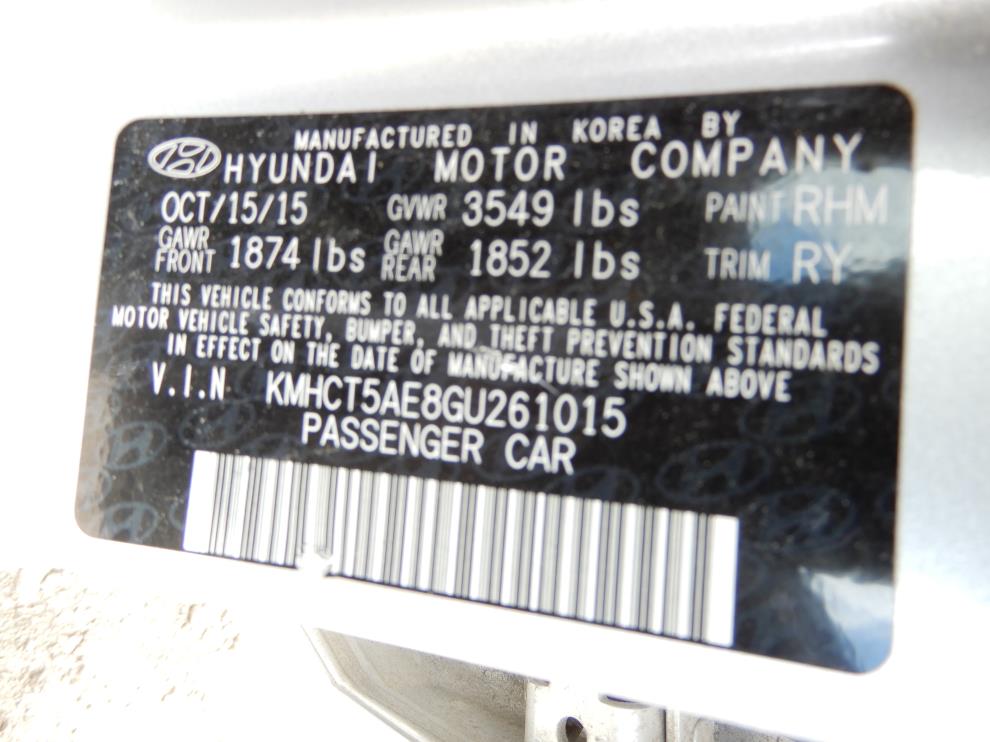 MANUFACTURED IN KOREA BY
HYUNDAI MOTOR COMPANY
OCT/15/15 GVWR 3549 lbs PAINT RHM
GAWR FRONT 1874 lbs GAWR REAR 1852 lbs TRIM RY
THIS VEHICLE CONFORMS TO ALL APPLICABLE U.S.A. FEDERAL
MOTOR VEHICLE SAFETY, BUMPER, AND THEFT PREVENTION STANDARDS
IN EFFECT ON THE DATE OF MANUFACTURE SHOWN ABOVE
V.I.N KMHCT5AE8GU261015
PASSENGER CAR